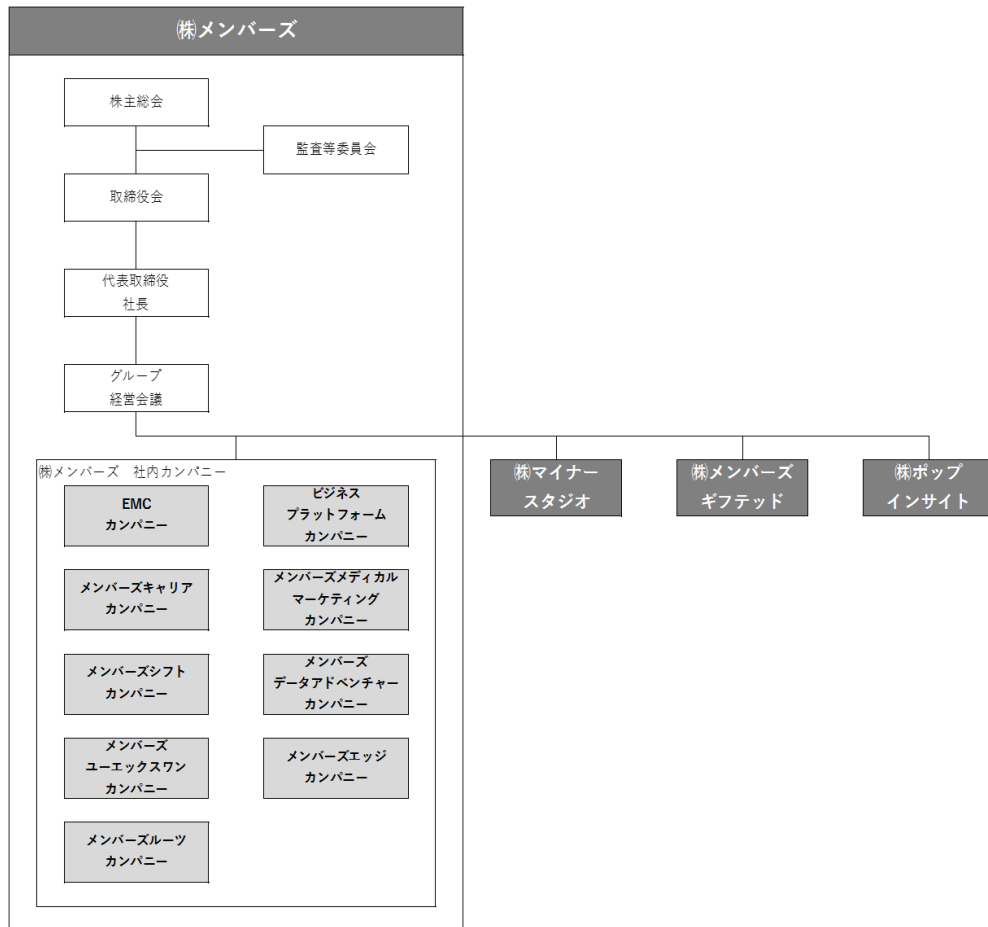 ㈱メンバーズ
株主総会
監査等委員会
取締役会
代表取締役
社長
グループ
経営会議
㈱メンバーズ　社内カンパニー
EMC
カンパニー
ビジネス
プラットフォーム
カンパニー
メンバーズキャリア
カンパニー
メンバーズメディカル
マーケティング
カンパニー
メンバーズシフト
カンパニー
メンバーズ
データアドベンチャー
カンパニー
メンバーズ
ユーエックスワン
カンパニー
メンバーズエッジ
カンパニー
メンバーズルーツ
カンパニー
㈱マイナー
スタジオ
㈱メンバーズ
ギフテッド
㈱ポップ
インサイト